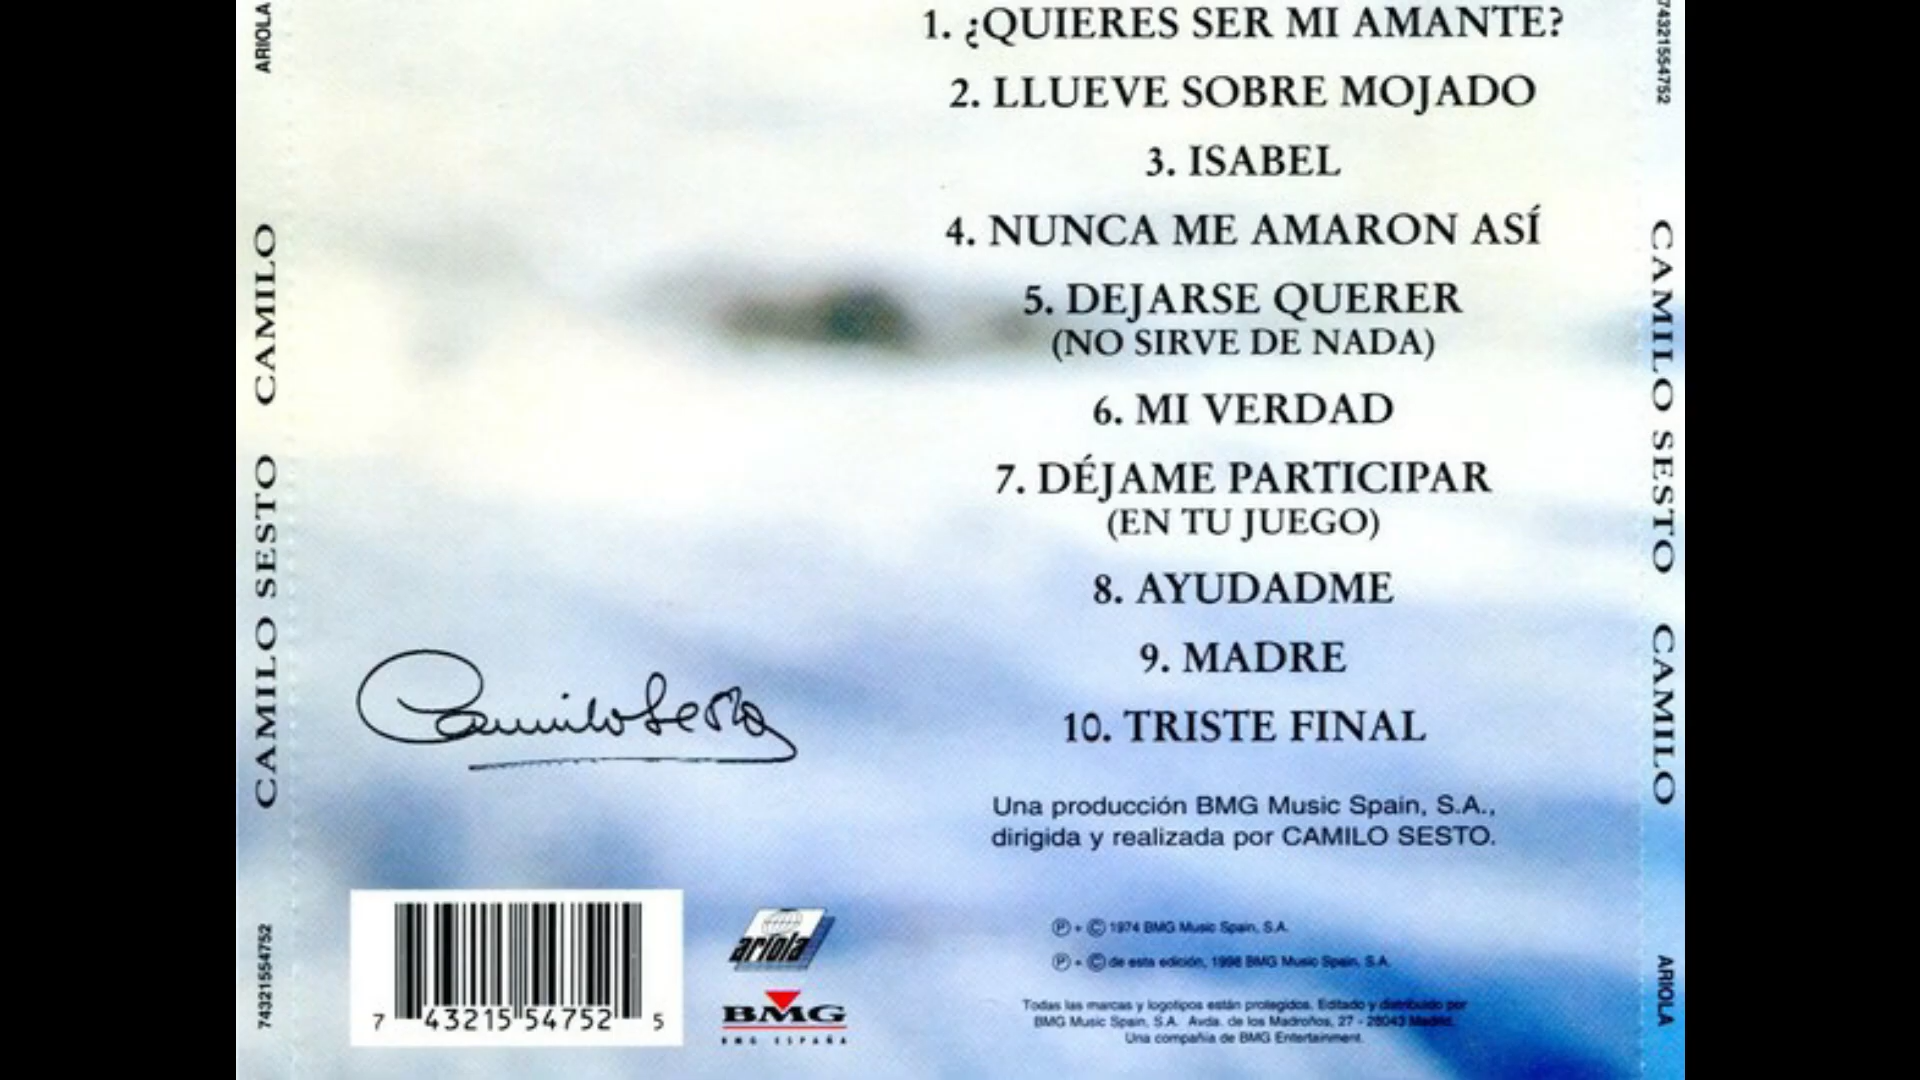 ARIOLA
CAMILO SESTO CAMILO
74321554752
1. ¿QUIERES SER MI AMANTE?
2. LLUEVE SOBRE MOJADO
3. ISABEL
4. NUNCA ME AMARON ASÍ
5. DEJARSE QUERER
(NO SIRVE DE NADA)
6. MI VERDAD
7. DÉJAME PARTICIPAR
(EN TU JUEGO)
8. AYUDADME
9. MADRE
10. TRISTE FINAL
Camilo Sesto
Una producción BMG Music Spain, S.A.,
dirigida y realizada por CAMILO SESTO.
7 43215 54752 5
ariola
BMG
BMG ESPAÑA
Ⓟ + Ⓒ 1974 BMG Music Spain, S.A.
Ⓟ + Ⓒ de esta edición, 1998 BMG Music Spain, S.A.
Todas las marcas y logotipos están protegidos. Editado y distribuido por
BMG Music Spain, S.A. Avda. de los Madroños, 27 - 28043 Madrid.
Una compañía de BMG Entertainment.
74321554752
CAMILO SESTO CAMILO
ARIOLA